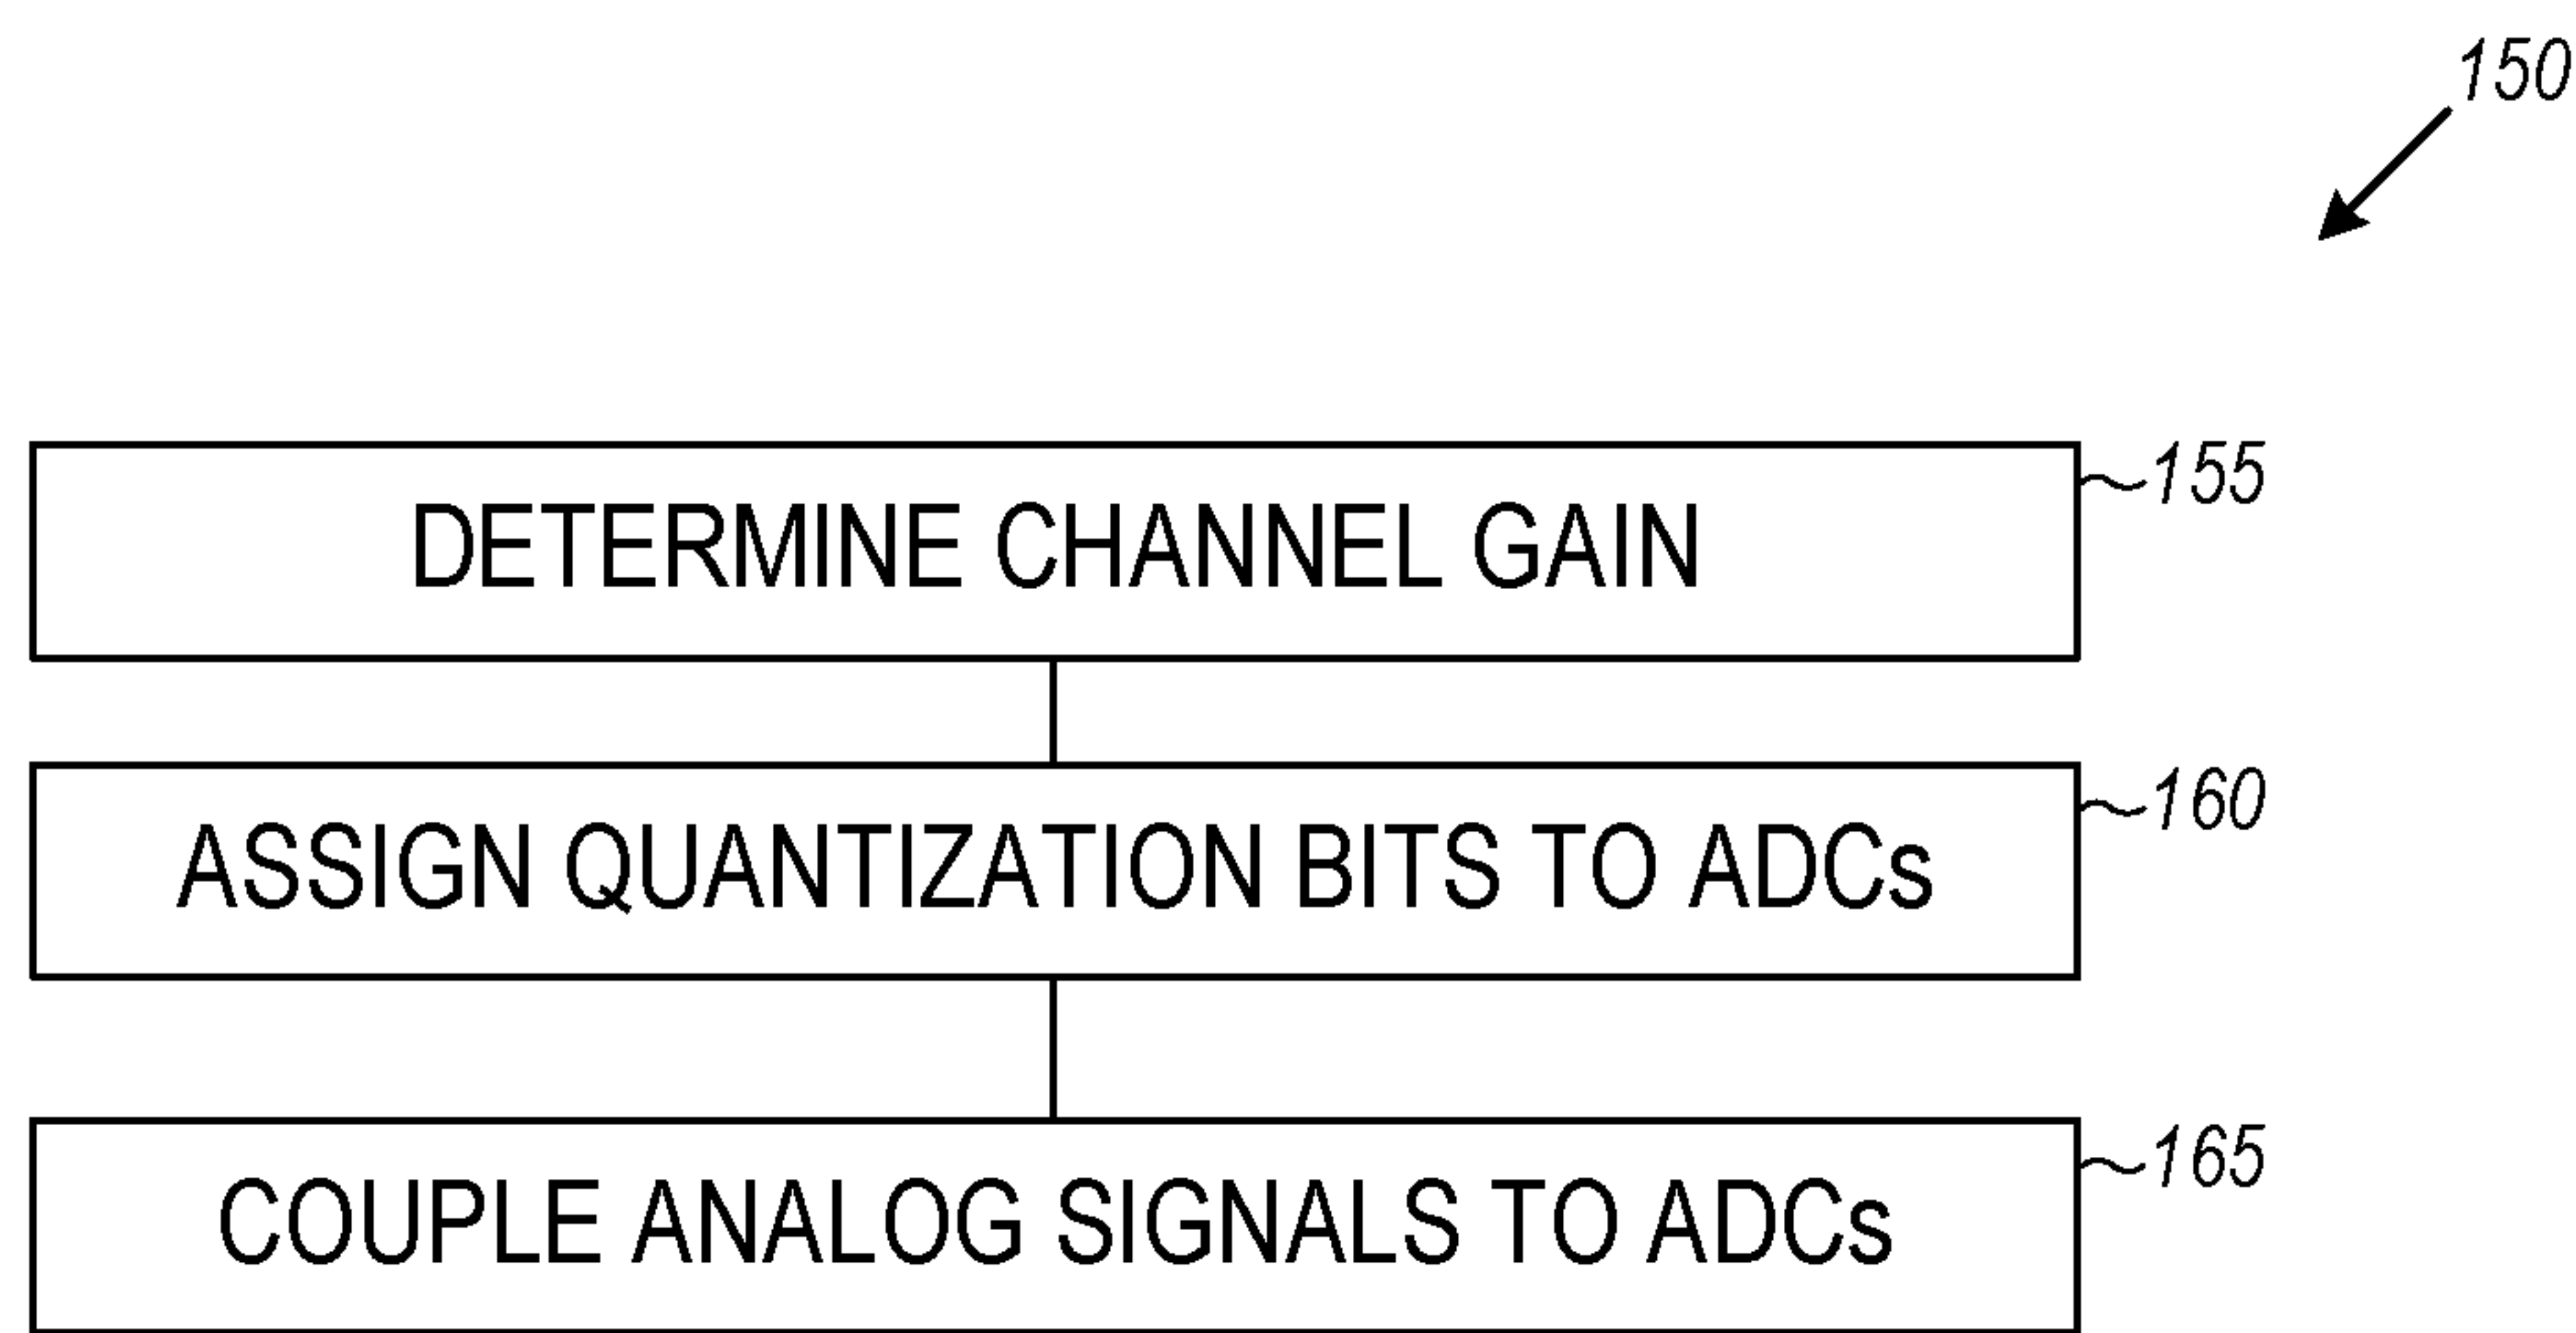 150
DETERMINE CHANNEL GAIN
155
ASSIGN QUANTIZATION BITS TO ADCs
160
COUPLE ANALOG SIGNALS TO ADCs
165